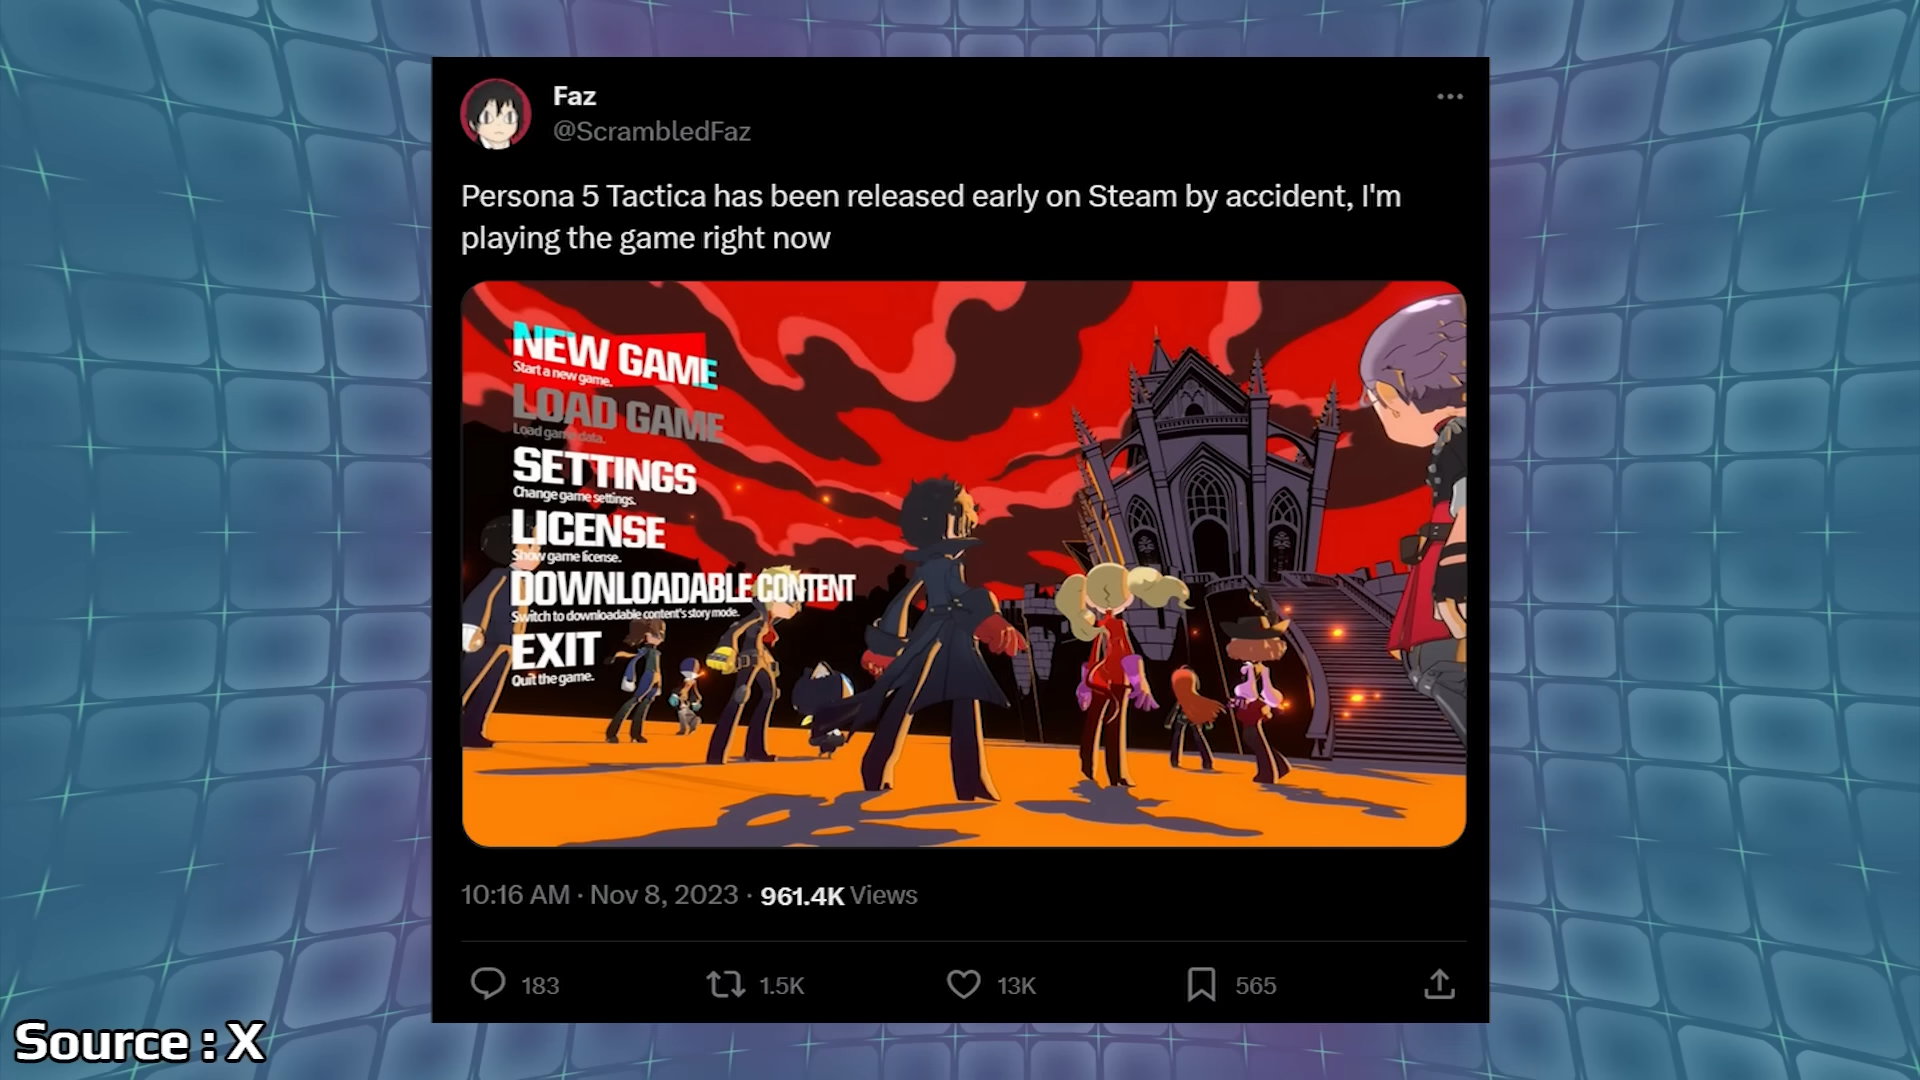 Faz
@ScrambledFaz
Persona 5 Tactica has been released early on Steam by accident, I'm
playing the game right now
NEW GAME
Start a new game.
LOAD GAME
Load game data.
SETTINGS
Change game settings.
LICENSE
Show game license.
DOWNLOADABLE CONTENT
Switch to downloadable content's story mode.
EXIT
Quit the game.
10:16 AM · Nov 8, 2023 · 961.4K Views
183 1.5K 13K 565
Source : X